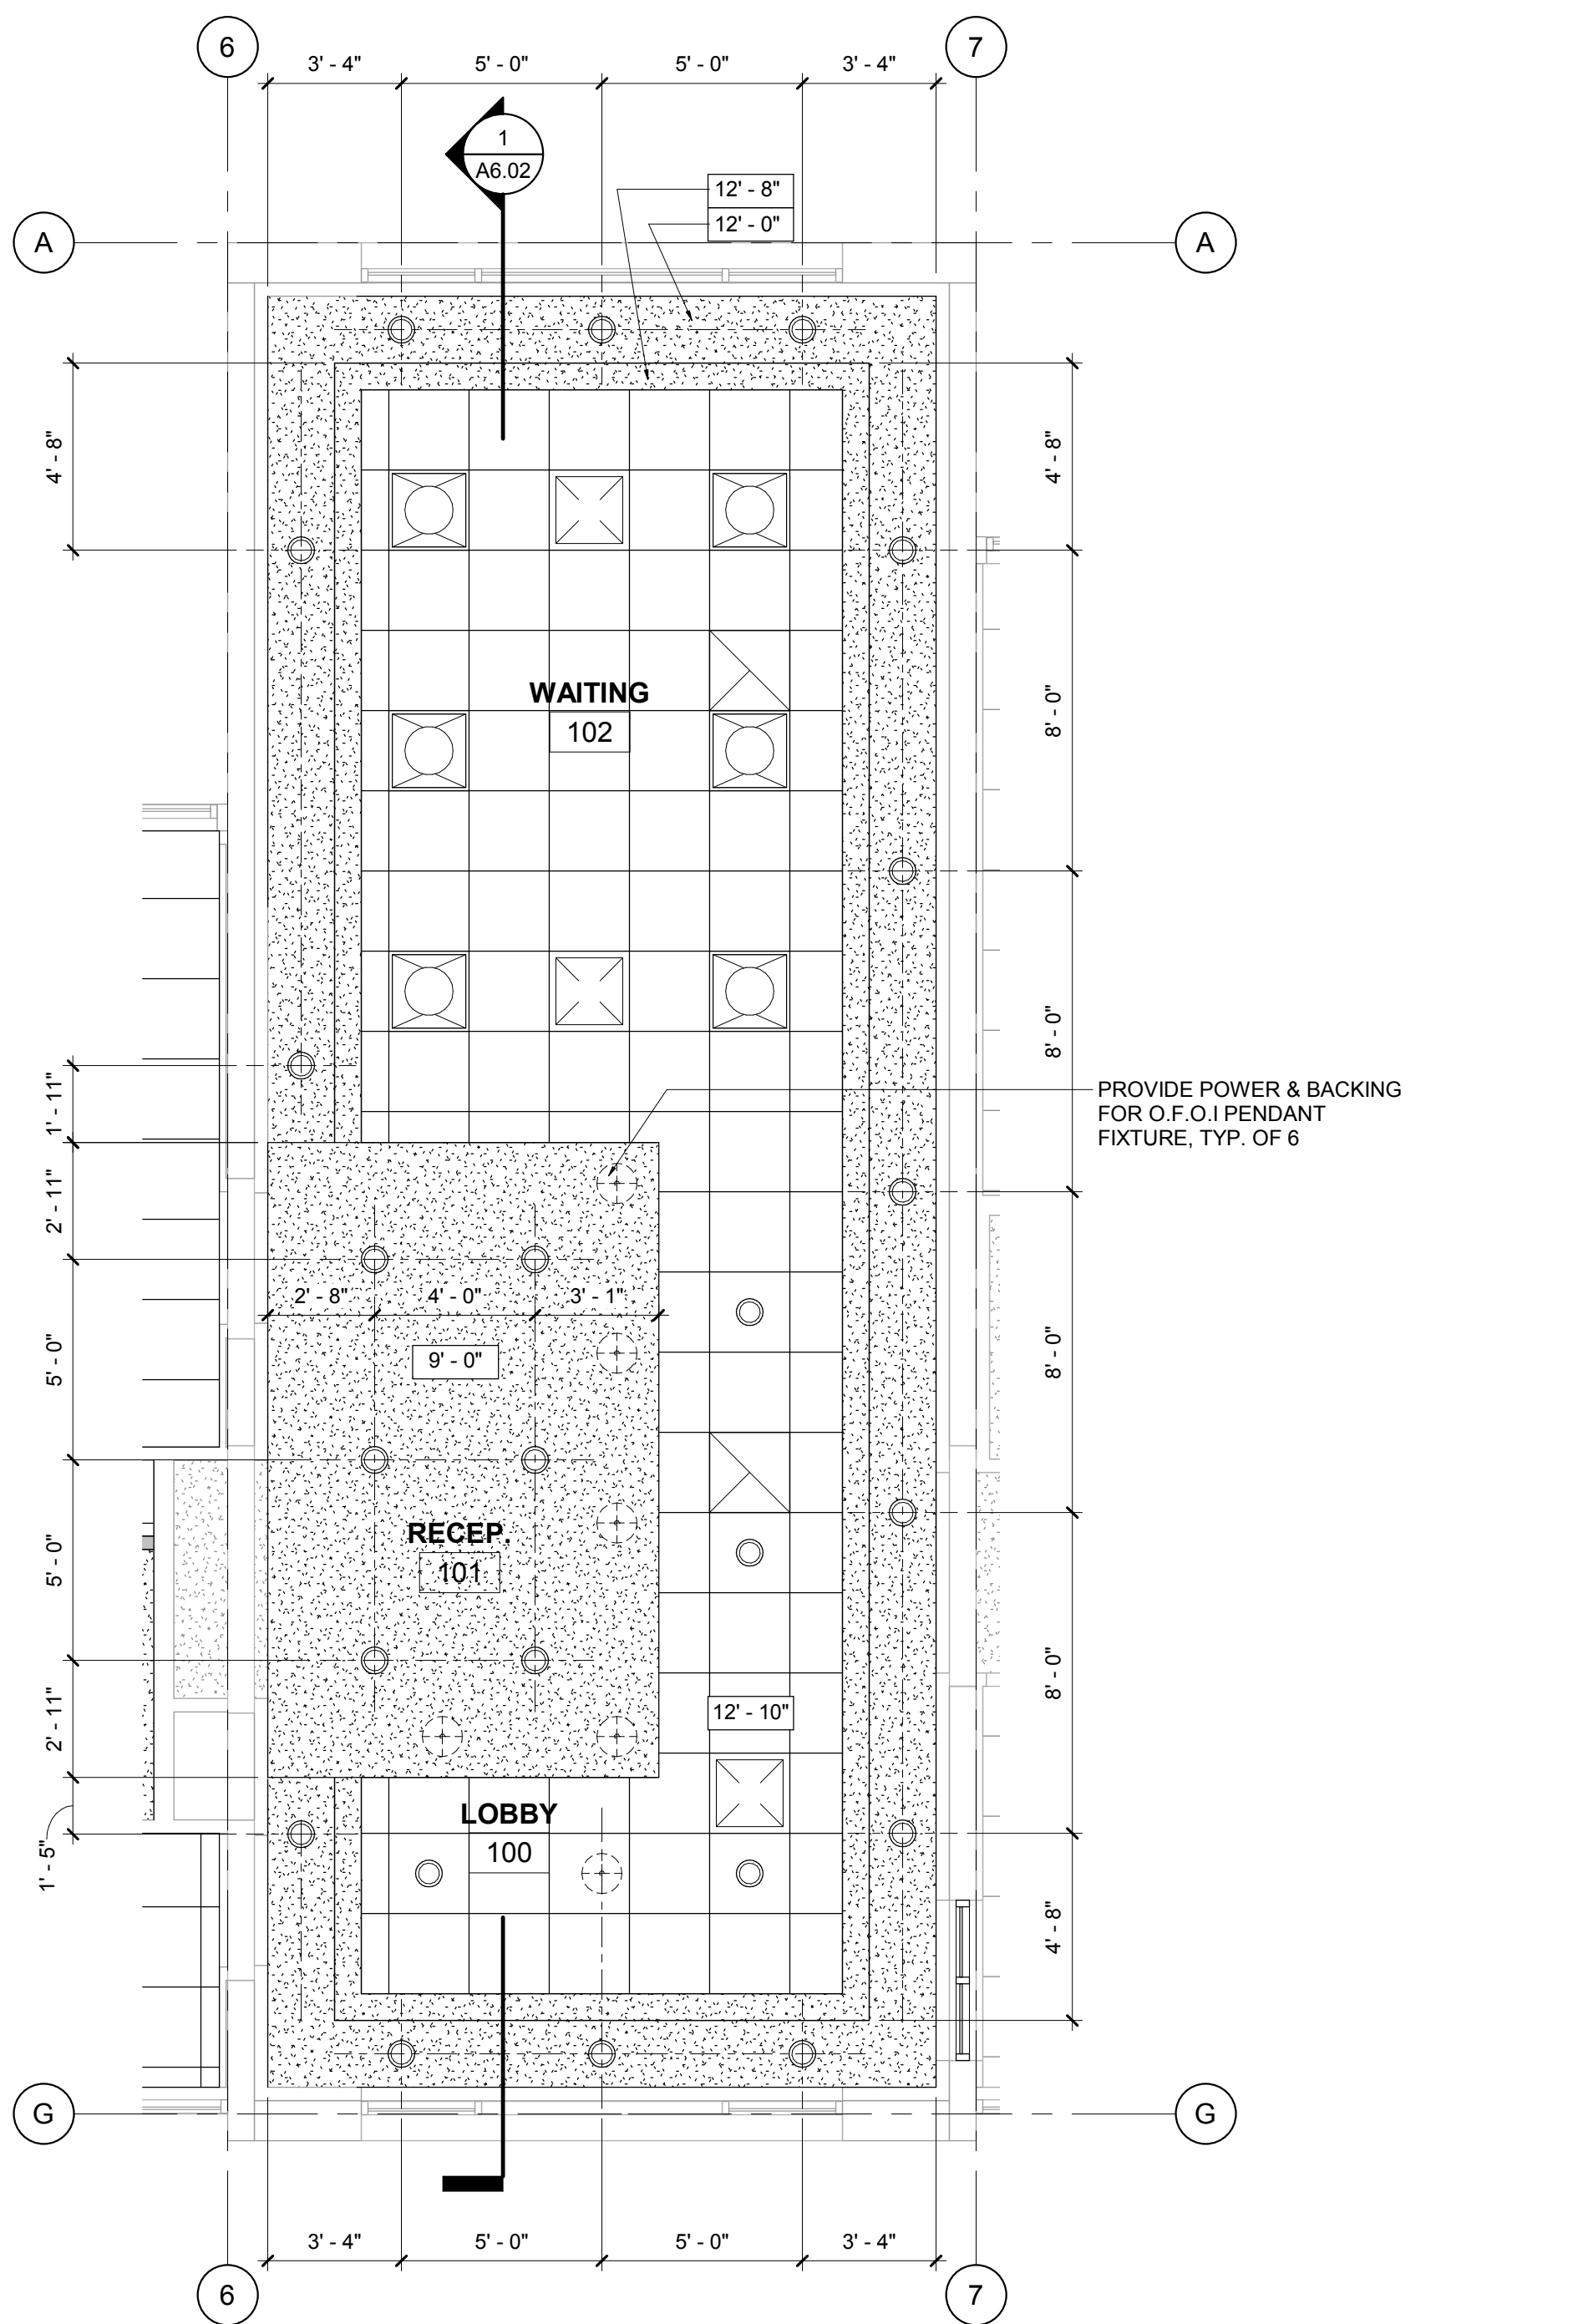 6
7
3' - 4"
5' - 0"
5' - 0"
3' - 4"
1
A6.02
12' - 8"
12' - 0"
A
A
4' - 8"
4' - 8"
WAITING
102
8' - 0"
8' - 0"
1' - 11"
PROVIDE POWER & BACKING
FOR O.F.O.I PENDANT
FIXTURE, TYP. OF 6
2' - 11"
2' - 8"
4' - 0"
3' - 1"
9' - 0"
5' - 0"
8' - 0"
RECEP.
101
5' - 0"
8' - 0"
2' - 11"
12' - 10"
LOBBY
100
1' - 5"
4' - 8"
G
G
3' - 4"
5' - 0"
5' - 0"
3' - 4"
6
7